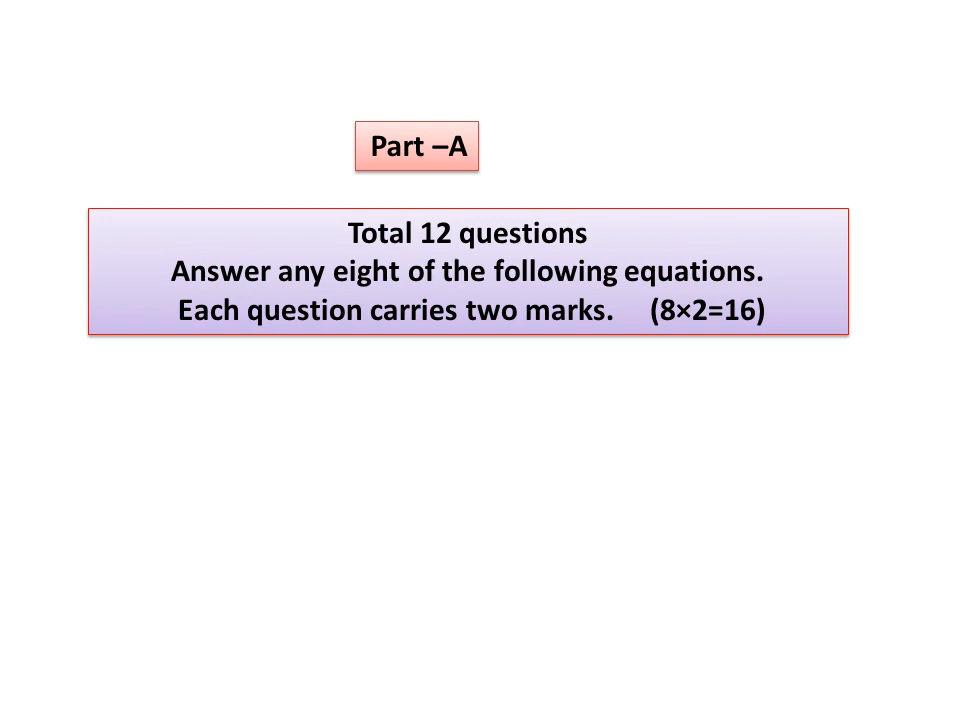 Part –A
Total 12 questions
Answer any eight of the following equations.
Each question carries two marks. (8×2=16)